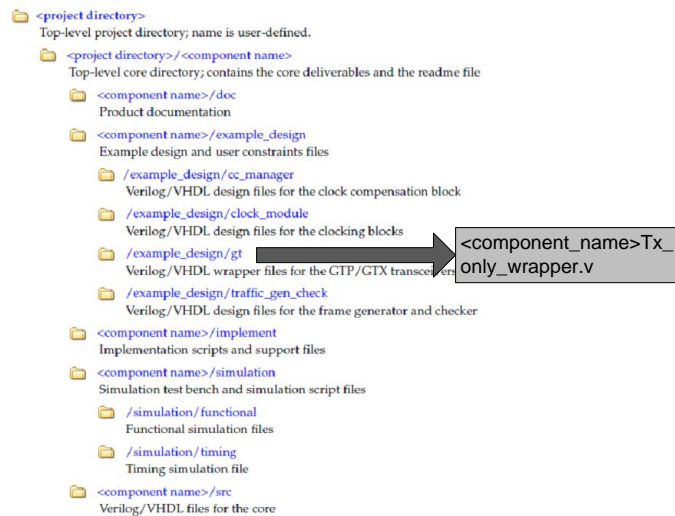 <project directory>
Top-level project directory; name is user-defined.
<project directory>/<component name>
Top-level core directory; contains the core deliverables and the readme file
<component name>/doc
Product documentation
<component name>/example_design
Example design and user constraints files
/example_design/cc_manager
Verilog/VHDL design files for the clock compensation block
/example_design/clock_module
Verilog/VHDL design files for the clocking blocks
/example_design/gt
Verilog/VHDL wrapper files for the GTP/GTX transceivers
<component_name>Tx_
only_wrapper.v
/example_design/traffic_gen_check
Verilog/VHDL design files for the frame generator and checker
<component name>/implement
Implementation scripts and support files
<component name>/simulation
Simulation test bench and simulation script files
/simulation/functional
Functional simulation files
/simulation/timing
Timing simulation file
<component name>/src
Verilog/VHDL files for the core